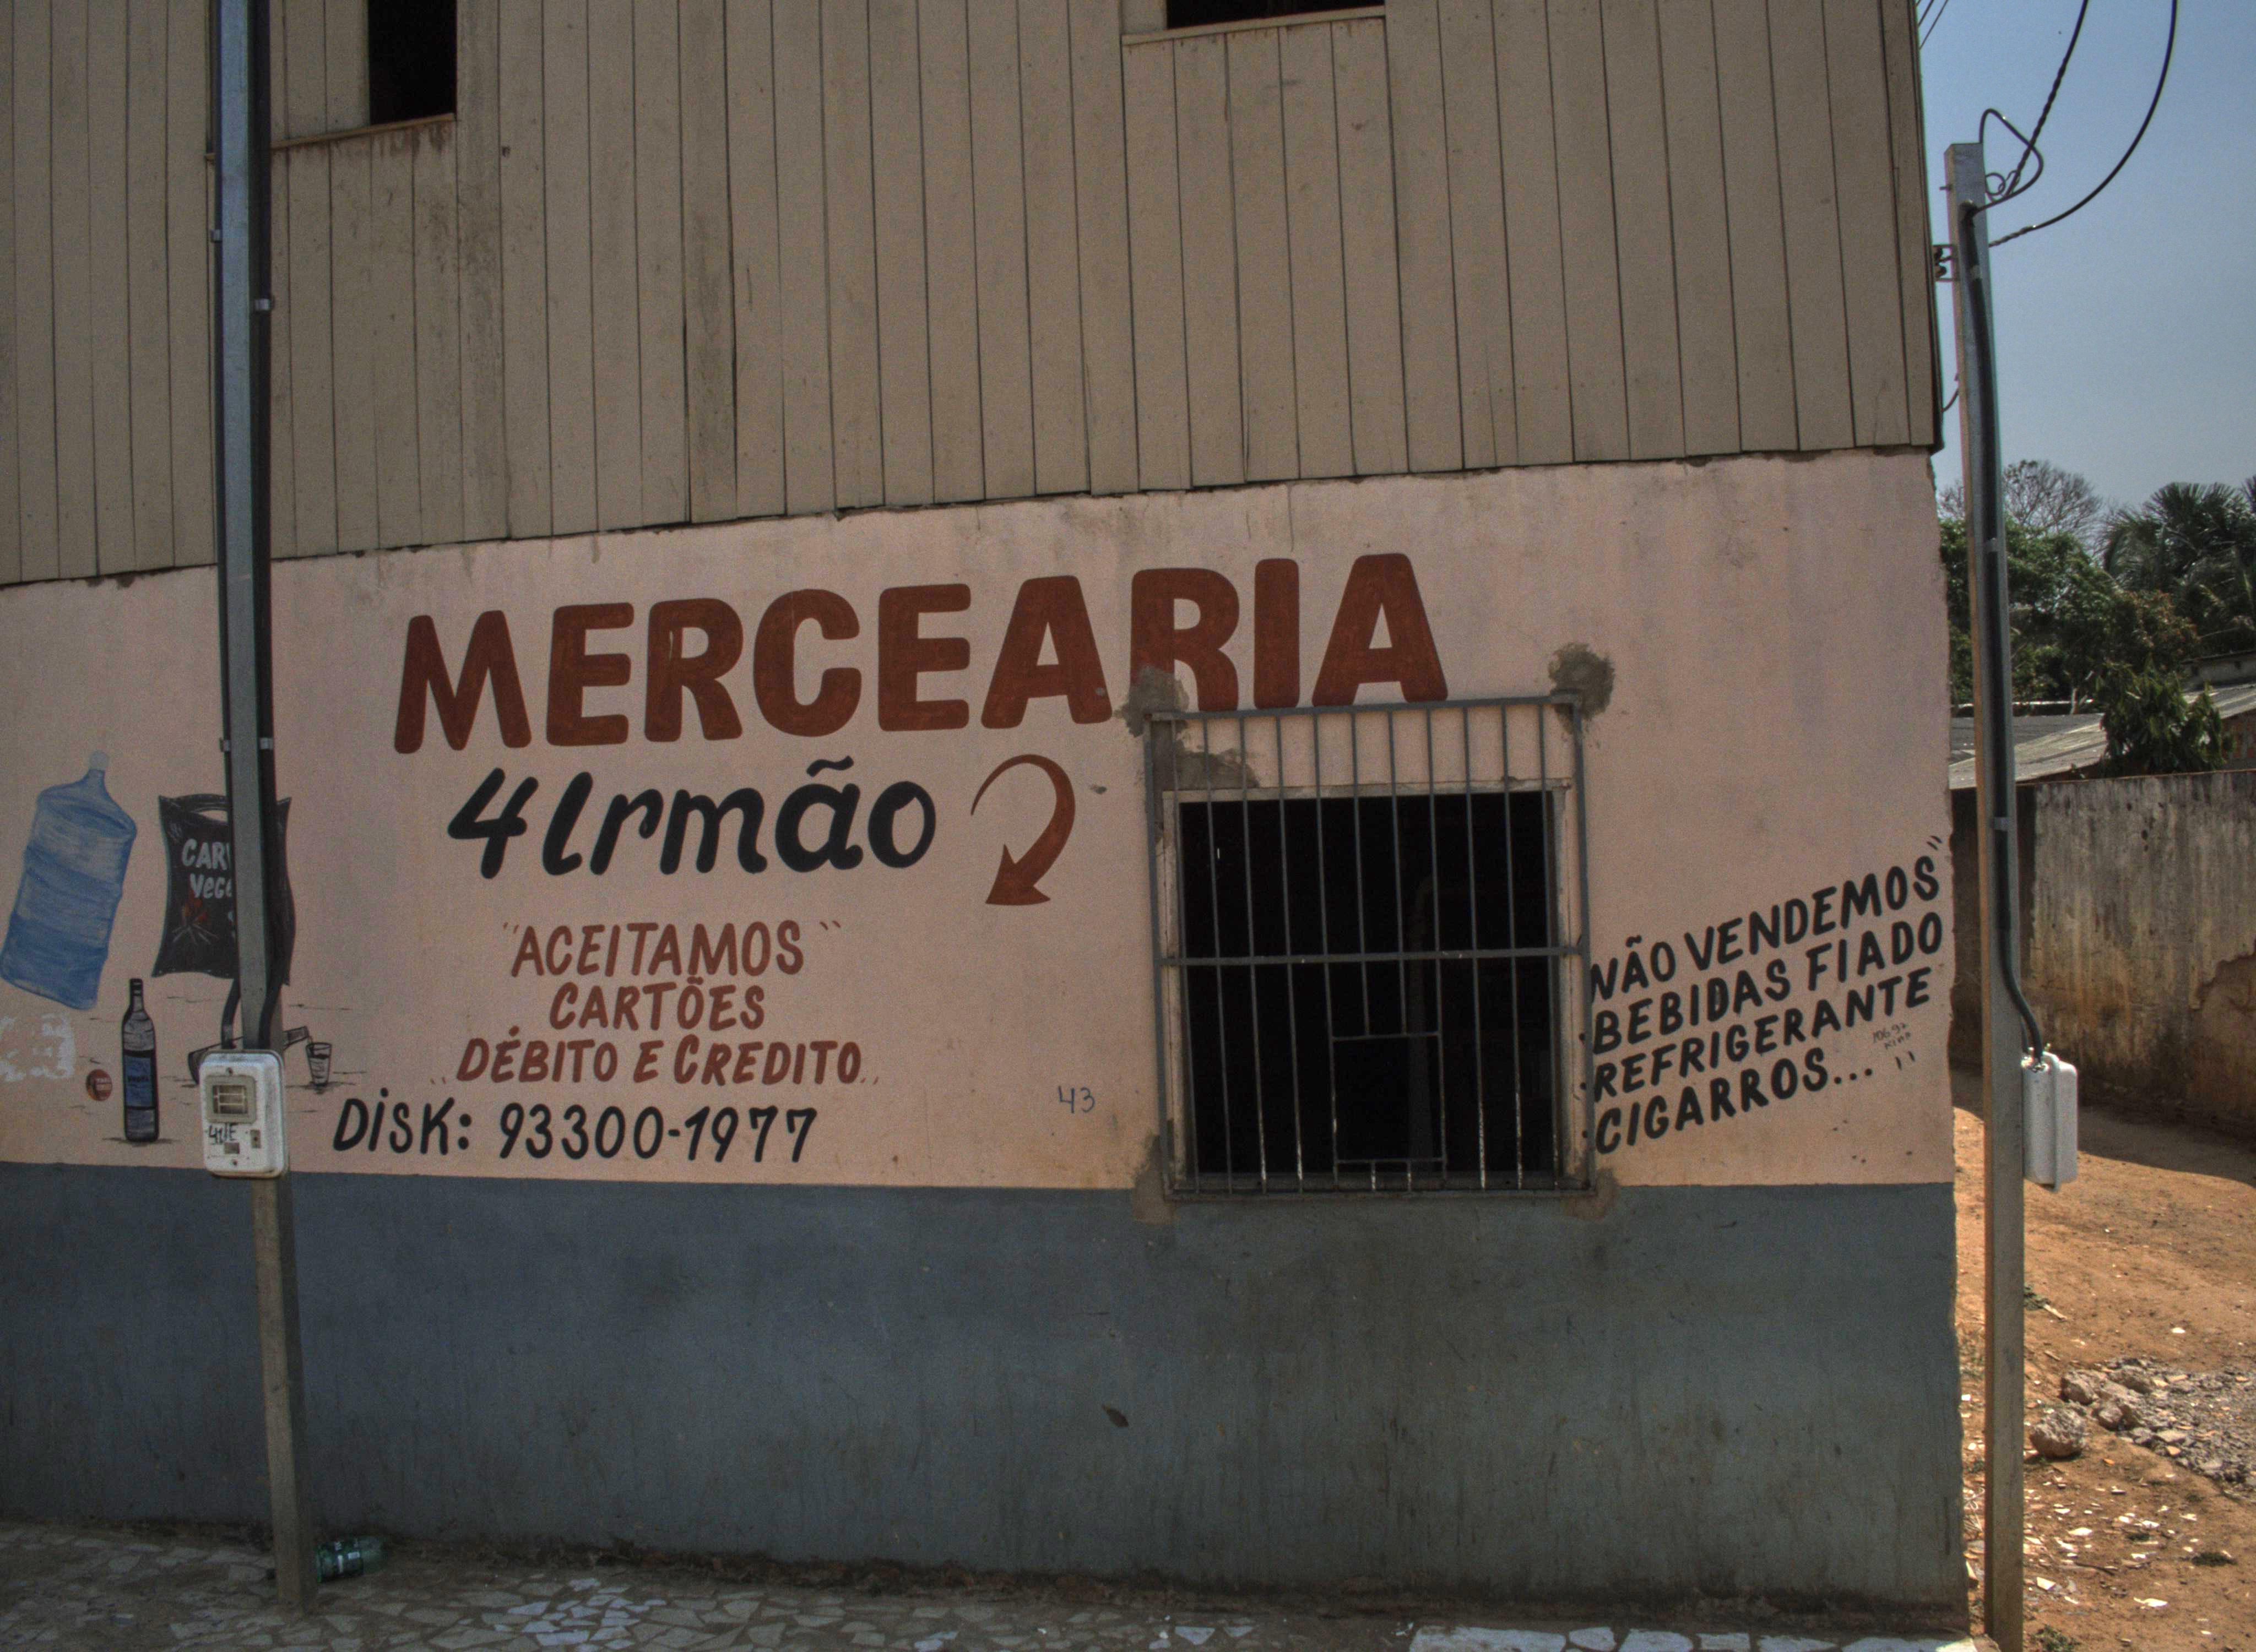 MERCEARIA
4 Irmão
"ACEITAMOS"
CARTÕES
DÉBITO E CREDITO
DISK: 93300-1977
43
NÃO VENDEMOS"
BEBIDAS FIADO
REFRIGERANTE
CIGARROS... "